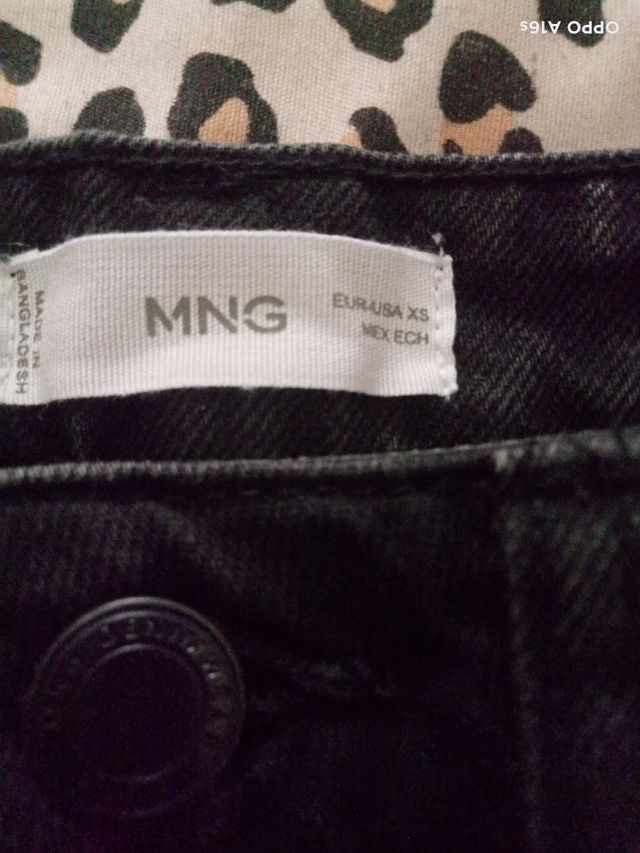 OPPO A16s
MNG
EUR-USA XS
MEX ECH
MADE IN
BANGLADESH